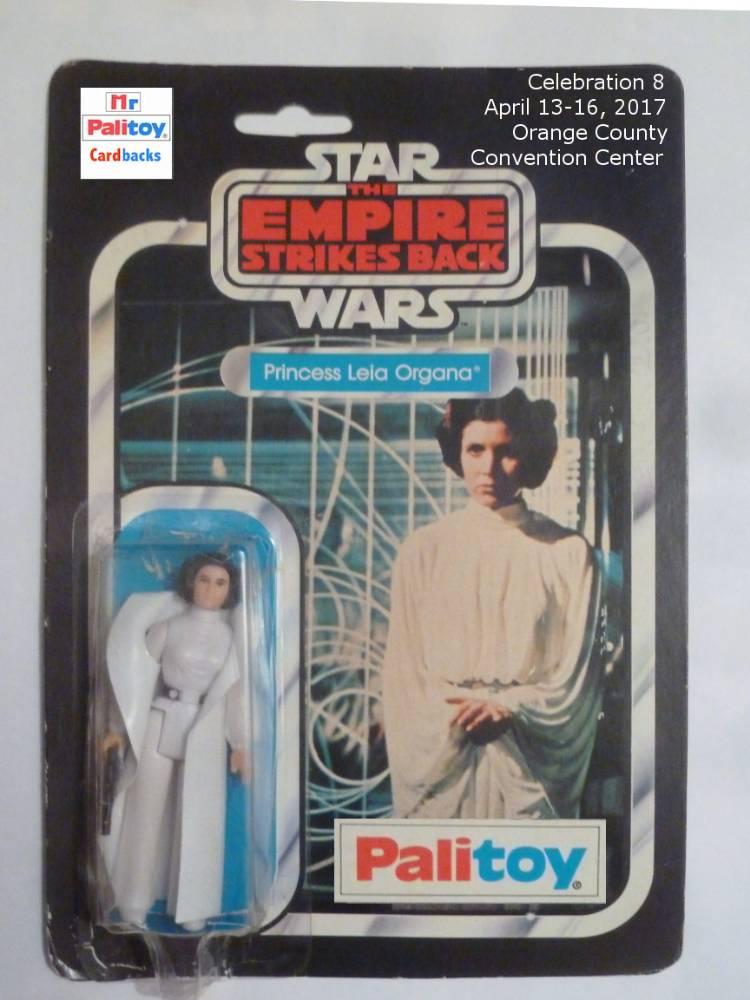 Mr
Palitoy®
Cardbacks
Celebration 8
April 13-16, 2017
Orange County
Convention Center
STAR
THE
EMPIRE
STRIKES BACK
WARS™
Princess Leia Organa®
Palitoy®